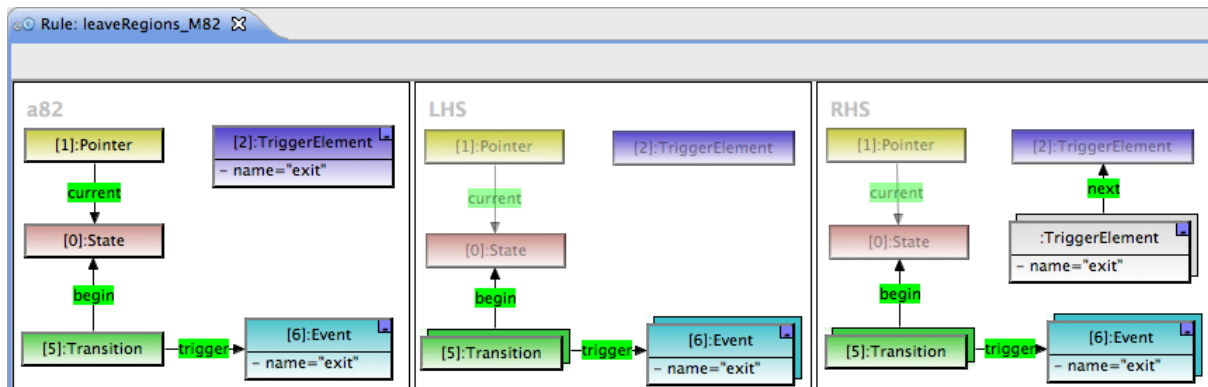 Rule: leaveRegions_M82
a82
[1]:Pointer
[2]:TriggerElement
- name="exit"
current
[0]:State
begin
[5]:Transition
trigger
[6]:Event
- name="exit"
LHS
[1]:Pointer
[2]:TriggerElement
current
[0]:State
begin
[5]:Transition
trigger
[6]:Event
- name="exit"
RHS
[1]:Pointer
[2]:TriggerElement
current
next
[0]:State
:TriggerElement
- name="exit"
begin
[5]:Transition
trigger
[6]:Event
- name="exit"